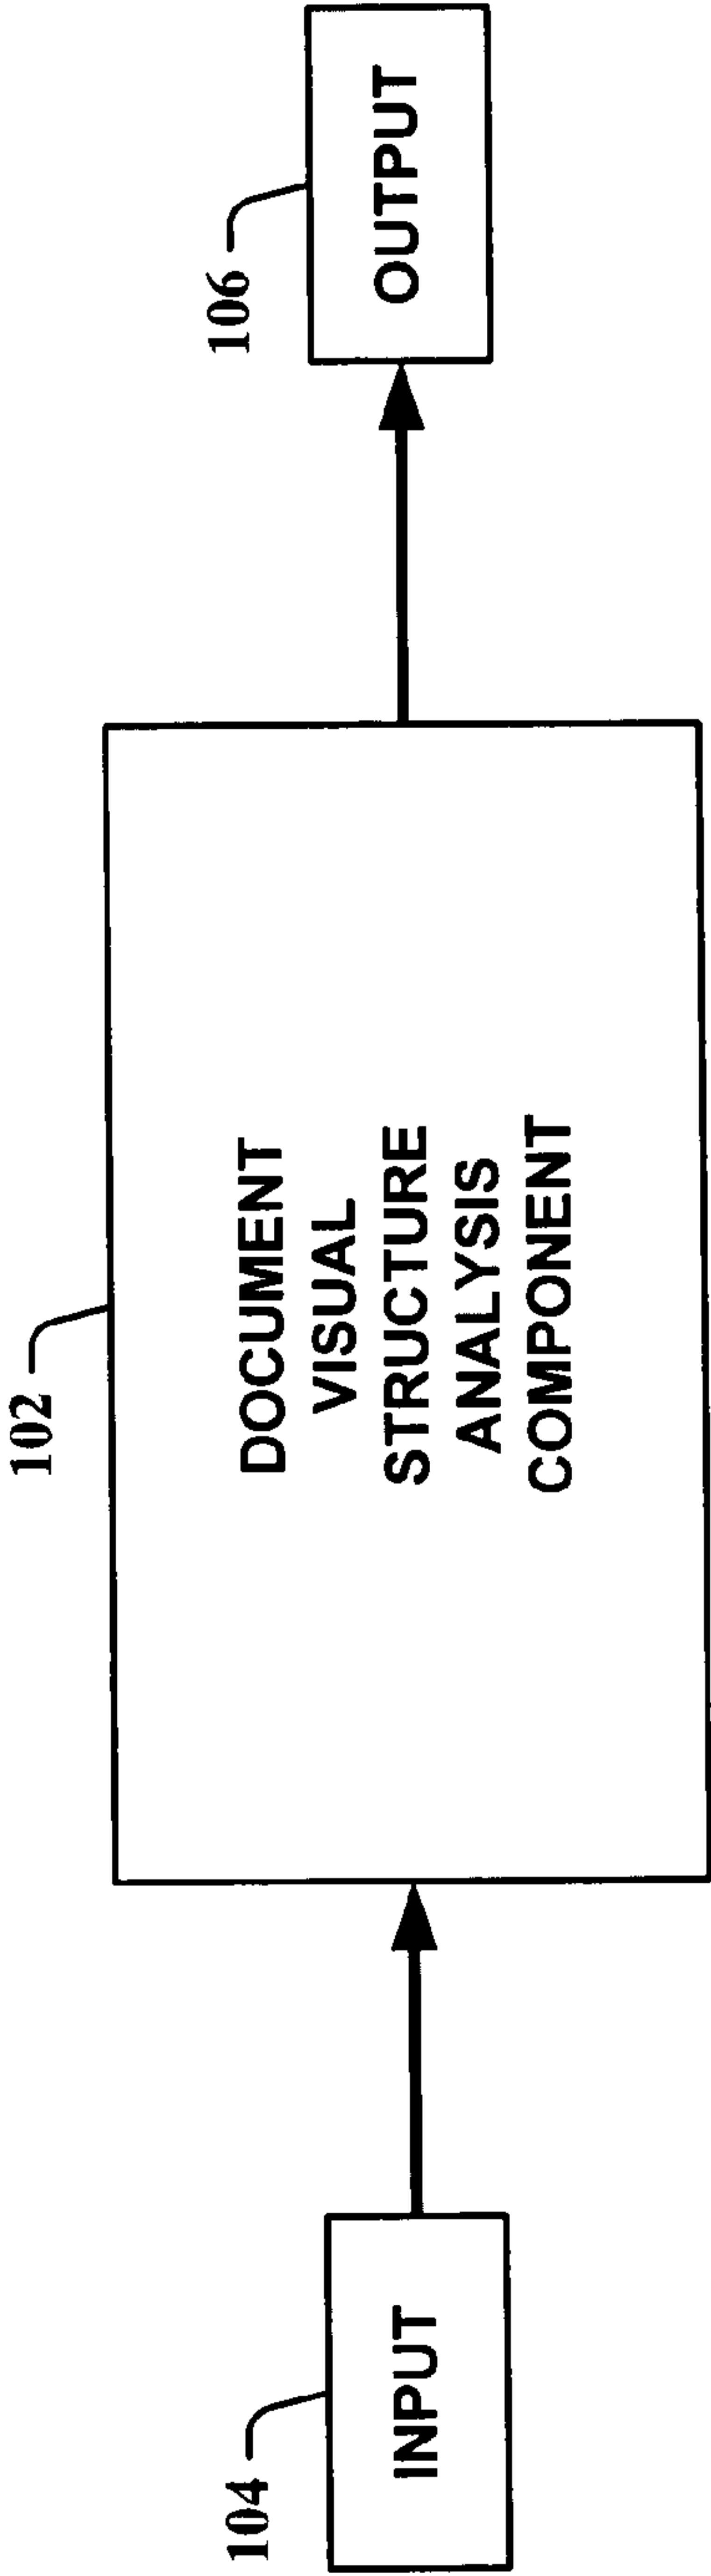 102
104
106
INPUT
DOCUMENT
VISUAL
STRUCTURE
ANALYSIS
COMPONENT
OUTPUT